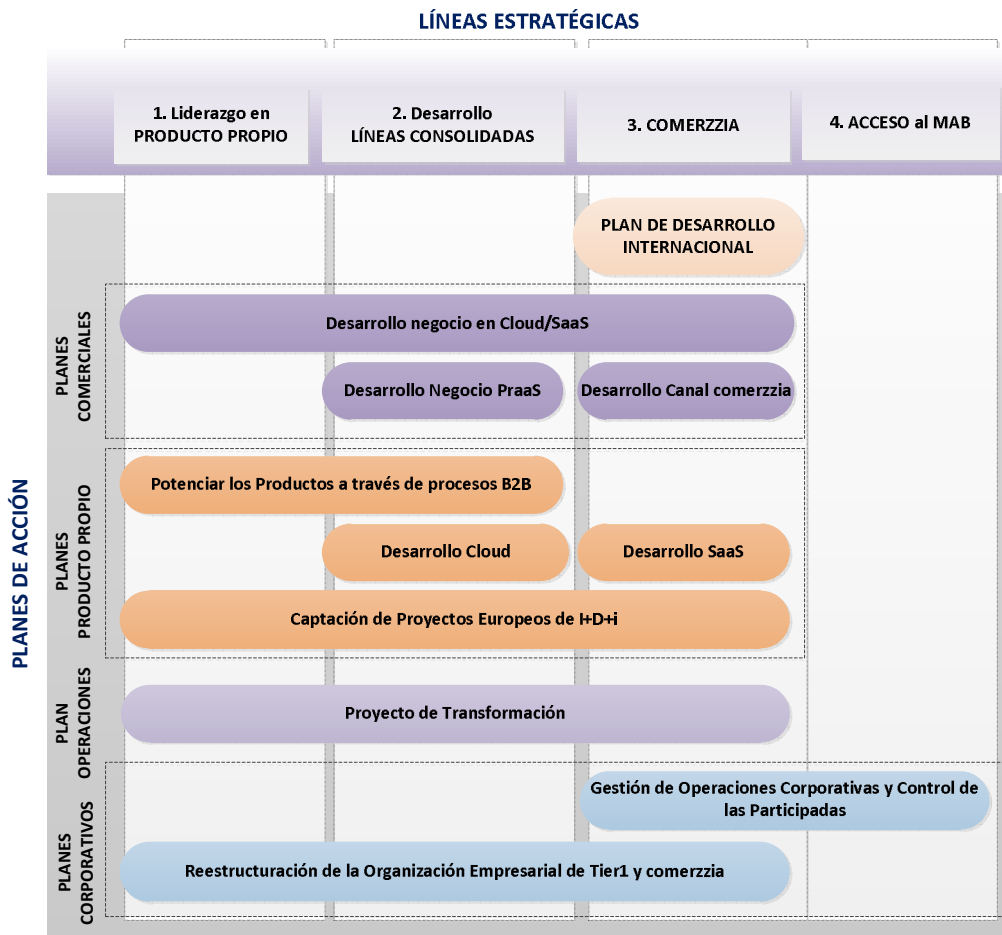 LÍNEAS ESTRATÉGICAS
1. Liderazgo en
PRODUCTO PROPIO
2. Desarrollo
LÍNEAS CONSOLIDADAS
3. COMERZZIA
4. ACCESO al MAB
PLANES DE ACCIÓN
PLAN DE DESARROLLO
INTERNACIONAL
PLANES
COMERCIALES
Desarrollo negocio en Cloud/SaaS
Desarrollo Negocio PraaS
Desarrollo Canal comerzzia
PLANES
PRODUCTO PROPIO
Potenciar los Productos a través de procesos B2B
Desarrollo Cloud
Desarrollo SaaS
Captación de Proyectos Europeos de I+D+i
PLAN
OPERACIONES
Proyecto de Transformación
PLANES
CORPORATIVOS
Gestión de Operaciones Corporativas y Control de
las Participadas
Reestructuración de la Organización Empresarial de Tier1 y comerzzia